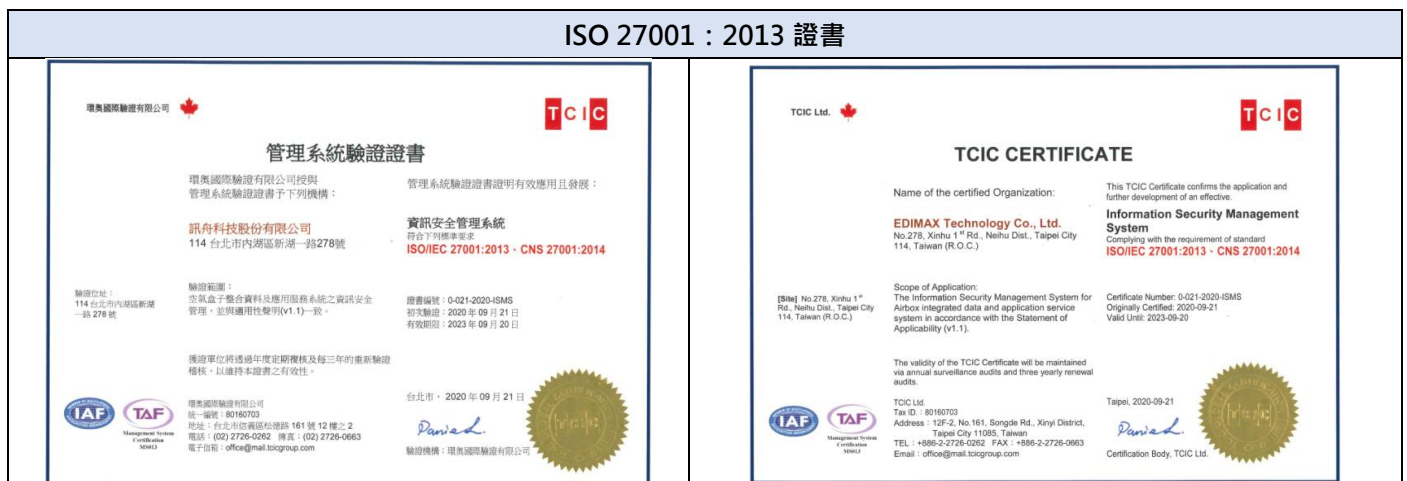 ISO 27001：2013 證書
環奧國際驗證有限公司
TCIC
管理系統驗證證書
環奧國際驗證有限公司授與
管理系統驗證證書予下列機構：
管理系統驗證證書證明有效應用且發展：
訊舟科技股份有限公司
114 台北市內湖區新湖一路278號
資訊安全管理系統
符合下列標準要求
ISO/IEC 27001:2013、CNS 27001:2014
驗證位址：
114台北市內湖區新湖
一路 278 號
驗證範圍：
空氣盒子整合資料及應用服務系統之資訊安全
管理，並與適用性聲明(v1.1)一致。
證書編號：0-021-2020-ISMS
初次驗證：2020 年 09 月 21 日
有效期限：2023 年 09 月 20 日
獲證單位將透過年度定期複核及每三年的重新驗證
稽核，以維持本證書之有效性。
台北市， 2020 年 09 月 21 日
IAF
TAF
Management System
Certification
MS013
環奧國際驗證有限公司
統一編號：80160703
地址：台北市信義區松德路 161 號 12 樓之 2
電話：(02) 2726-0262 傳真：(02) 2726-0663
電子信箱：office@mail.tcicgroup.com
Daniel
驗證機構：環奧國際驗證有限公司
TCIC Ltd.
TCIC
TCIC CERTIFICATE
Name of the certified Organization:
This TCIC Certificate confirms the application and
further development of an effective.
EDIMAX Technology Co., Ltd.
No.278, Xinhu 1st Rd., Neihu Dist., Taipei City
114, Taiwan (R.O.C.)
Information Security Management
System
Complying with the requirement of standard
ISO/IEC 27001:2013、CNS 27001:2014
[Site] No.278, Xinhu 1st
Rd., Neihu Dist., Taipei City
114, Taiwan (R.O.C.)
Scope of Application:
The Information Security Management System for
Airbox integrated data and application service
system in accordance with the Statement of
Applicability (v1.1).
Certificate Number: 0-021-2020-ISMS
Originally Certified: 2020-09-21
Valid Until: 2023-09-20
The validity of the TCIC Certificate will be maintained
via annual surveillance audits and three yearly renewal
audits.
IAF
TAF
Management System
Certification
MS013
TCIC Ltd.
Tax ID.：80160703
Address：12F-2, No.161, Songde Rd., Xinyi District,
Taipei City 11085, Taiwan
TEL：+886-2-2726-0262 FAX：+886-2-2726-0663
Email：office@mail.tcicgroup.com
Taipei, 2020-09-21
Daniel
Certification Body, TCIC Ltd.